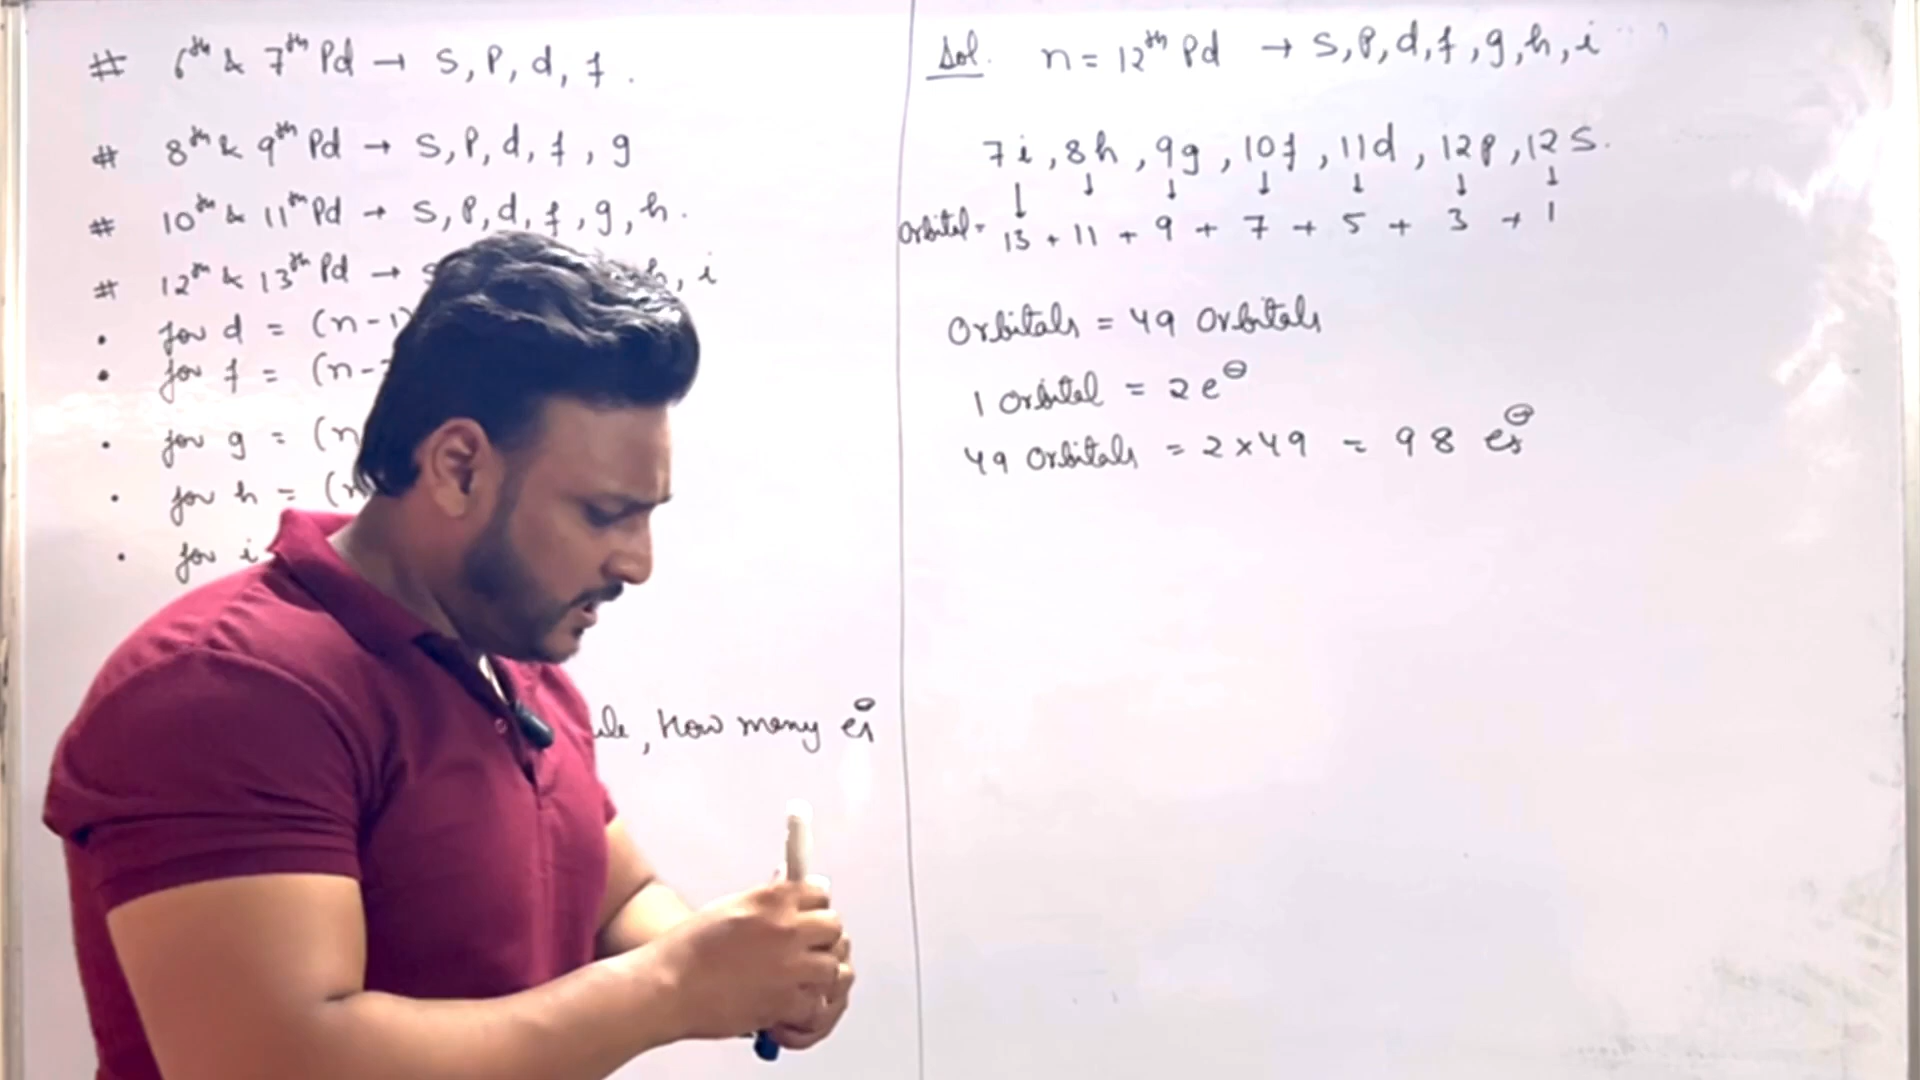 # 6th & 7th Pd → S, P, d, f.
# 8th & 9th Pd → S, P, d, f, g
# 10th & 11th Pd → S, P, d, f, g, h.
# 12th & 13th Pd → S h, i
• for d = (n-1)
• for f = (n-
• for g = (n
• for h = (n
• for i
, How many es⊖
Sol. n = 12th Pd → S, P, d, f, g, h, i
7i, 8h, 9g, 10f, 11d, 12p, 12s.
↓ ↓ ↓ ↓ ↓ ↓ ↓
Orbital = 13 + 11 + 9 + 7 + 5 + 3 + 1
Orbitals = 49 Orbitals
1 Orbital = 2e⊖
49 Orbitals = 2×49 = 98 es⊖